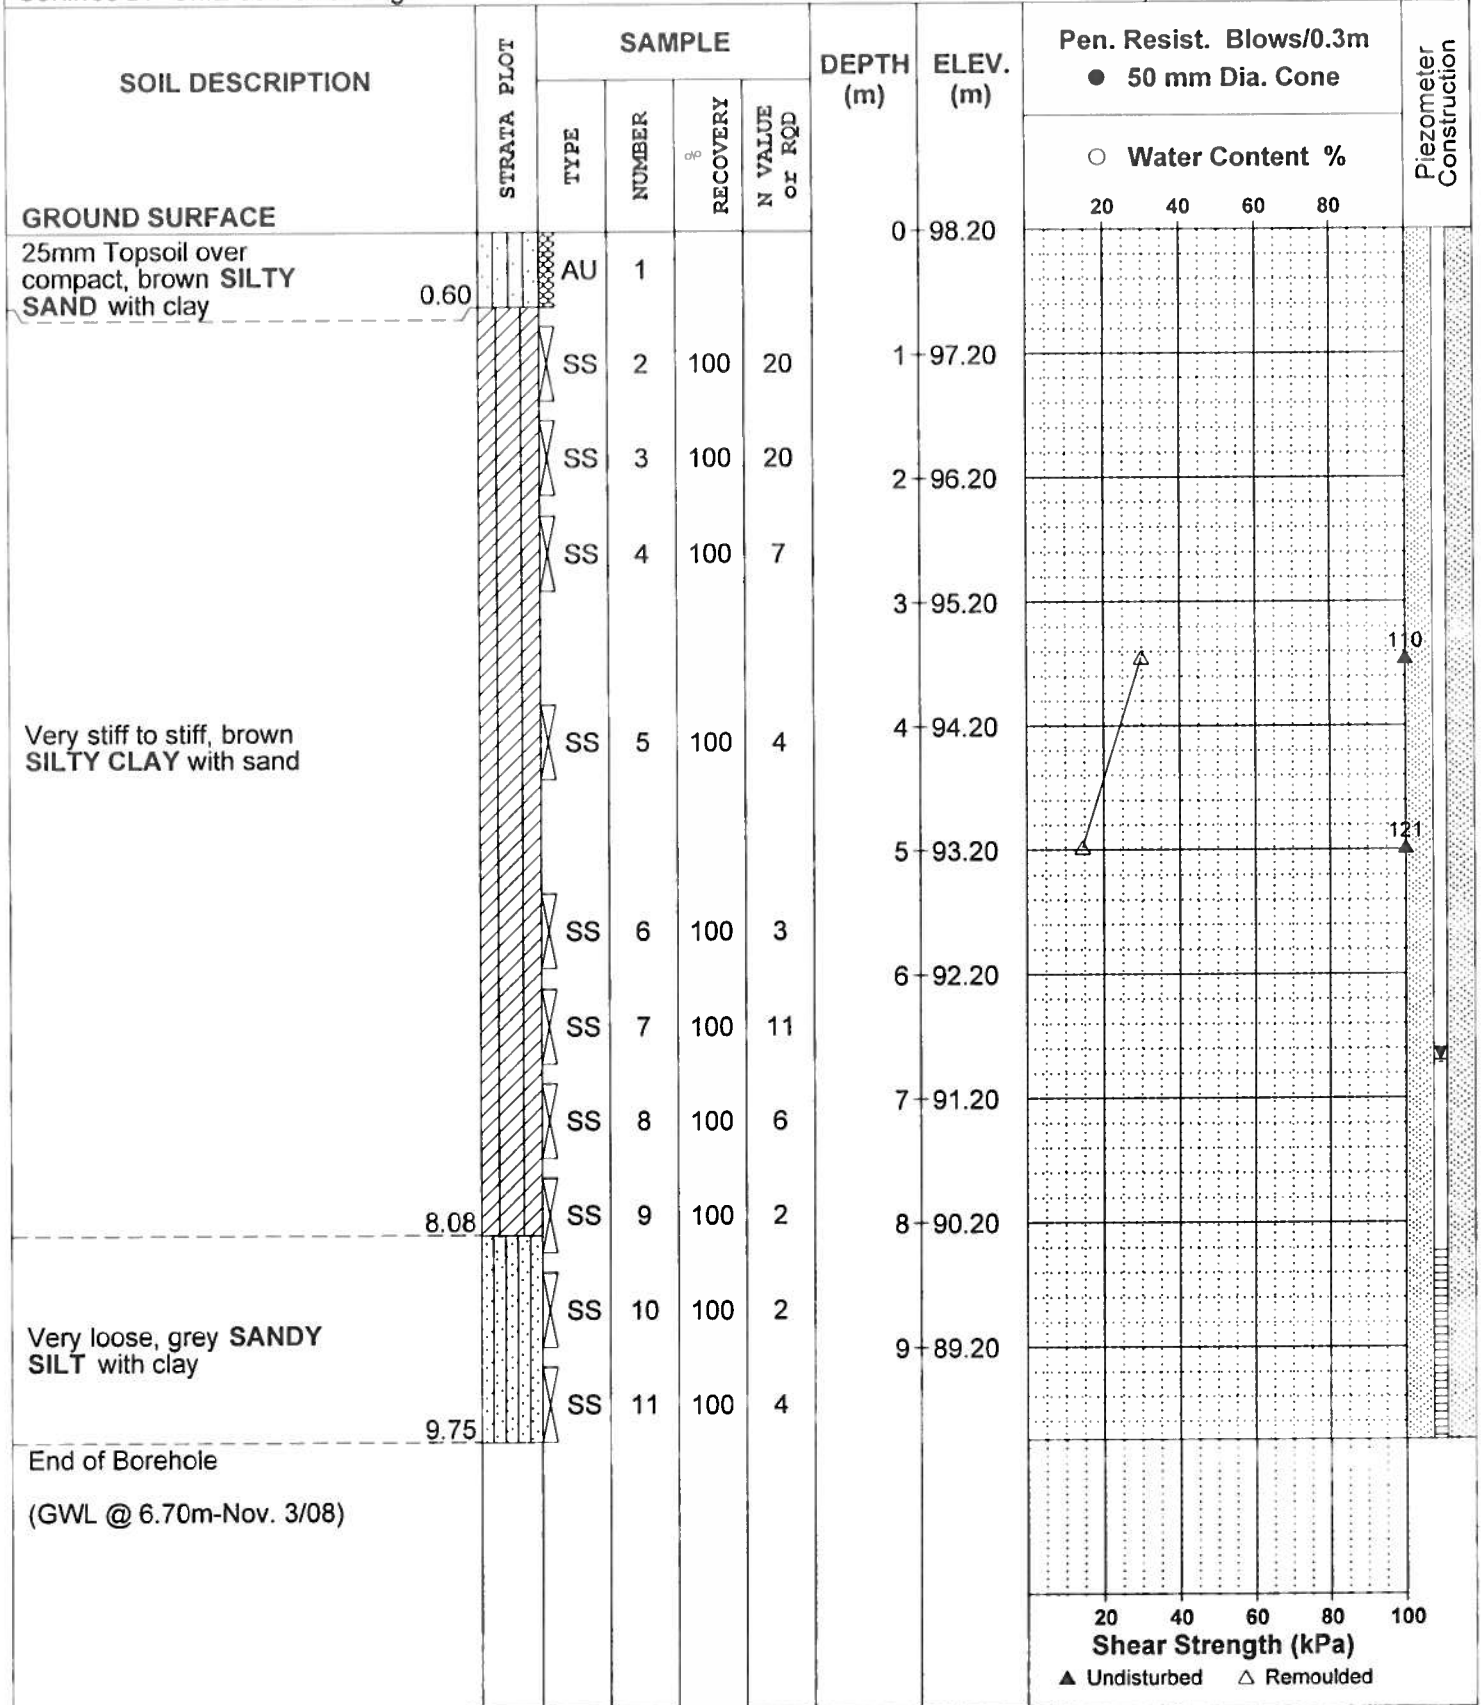 SOIL DESCRIPTION
STRATA PLOT
SAMPLE
TYPE
NUMBER
% RECOVERY
N VALUE
or RQD
DEPTH
(m)
ELEV.
(m)
Pen. Resist. Blows/0.3m
● 50 mm Dia. Cone
○ Water Content %
20 40 60 80
Piezometer
Construction
GROUND SURFACE
0 98.20
25mm Topsoil over
compact, brown SILTY
SAND with clay
0.60
AU 1
SS 2 100 20
1 97.20
SS 3 100 20
2 96.20
SS 4 100 7
3 95.20
110
Very stiff to stiff, brown
SILTY CLAY with sand
SS 5 100 4
4 94.20
121
5 93.20
SS 6 100 3
6 92.20
SS 7 100 11
7 91.20
SS 8 100 6
8.08
SS 9 100 2
8 90.20
SS 10 100 2
Very loose, grey SANDY
SILT with clay
9 89.20
SS 11 100 4
9.75
End of Borehole
(GWL @ 6.70m-Nov. 3/08)
20 40 60 80 100
Shear Strength (kPa)
▲ Undisturbed △ Remoulded